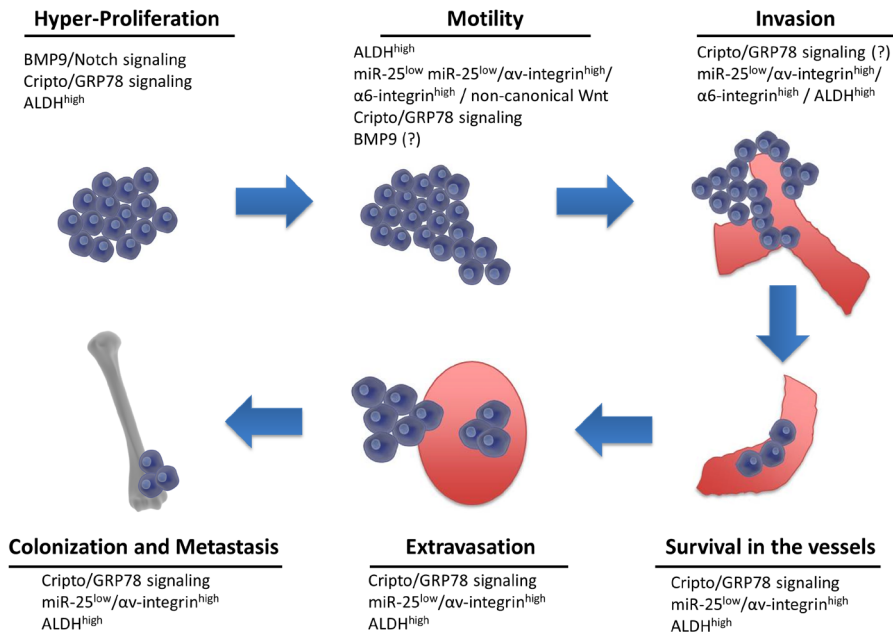 Hyper-Proliferation
BMP9/Notch signaling
Cripto/GRP78 signaling
ALDHhigh
Motility
ALDHhigh
miR-25low miR-25low/αv-integrinhigh/
α6-integrinhigh / non-canonical Wnt
Cripto/GRP78 signaling
BMP9 (?)
Invasion
Cripto/GRP78 signaling (?)
miR-25low/αv-integrinhigh/
α6-integrinhigh / ALDHhigh
Colonization and Metastasis
Cripto/GRP78 signaling
miR-25low/αv-integrinhigh
ALDHhigh
Extravasation
Cripto/GRP78 signaling
miR-25low/αv-integrinhigh
ALDHhigh
Survival in the vessels
Cripto/GRP78 signaling
miR-25low/αv-integrinhigh
ALDHhigh